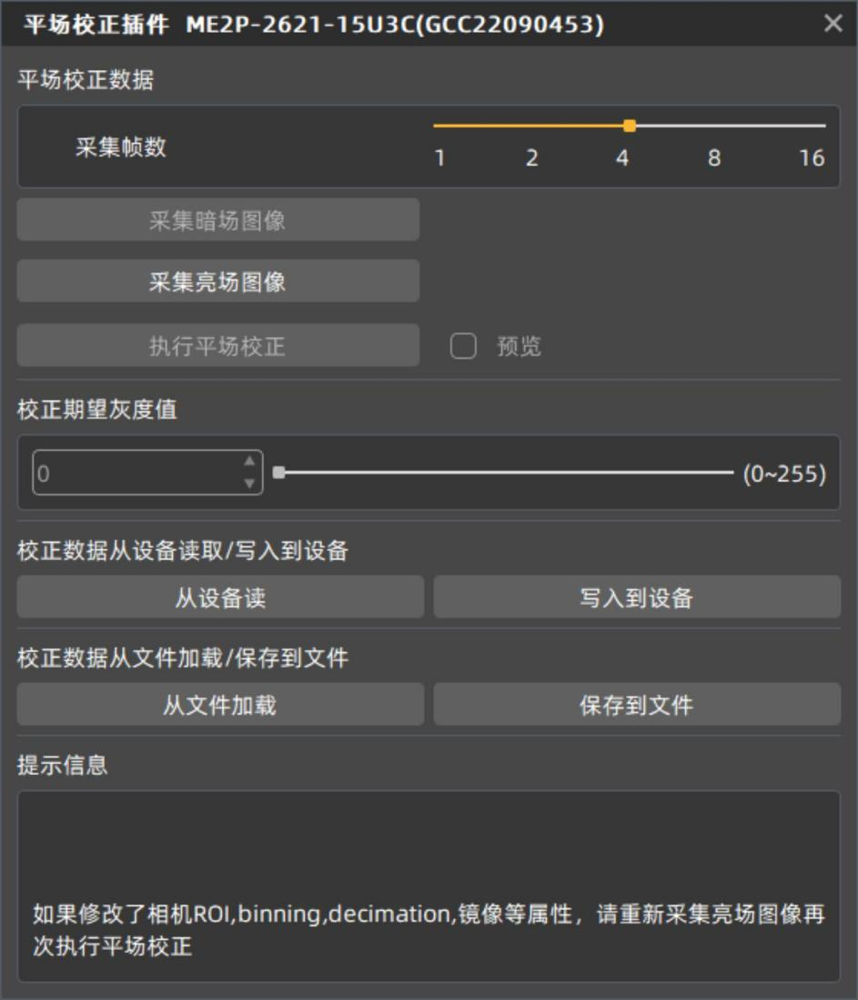 平场校正插件 ME2P-2621-15U3C(GCC22090453)
平场校正数据
采集帧数
1 2 4 8 16
采集暗场图像
采集亮场图像
执行平场校正 预览
校正期望灰度值
0 (0~255)
校正数据从设备读取/写入到设备
从设备读 写入到设备
校正数据从文件加载/保存到文件
从文件加载 保存到文件
提示信息
如果修改了相机ROI,binning,decimation,镜像等属性，请重新采集亮场图像再
次执行平场校正